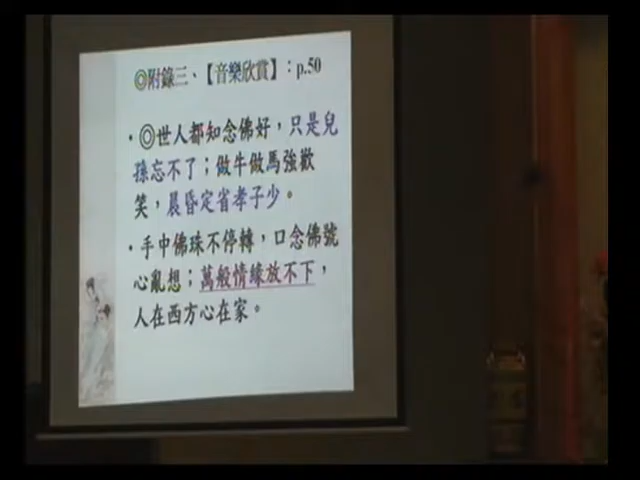 ◎附錄三、【音樂欣賞】：p.50
・◎世人都知念佛好，只是兒
孫忘不了；做牛做馬強歡
笑，晨昏定省孝子少。
・手中佛珠不停轉，口念佛號
心亂想；萬般情緣放不下，
人在西方心在家。